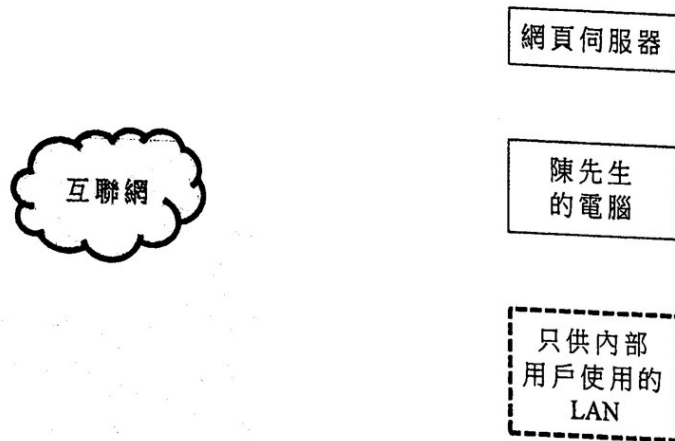 網頁伺服器
互聯網
陳先生
的電腦
只供內部
用戶使用的
LAN